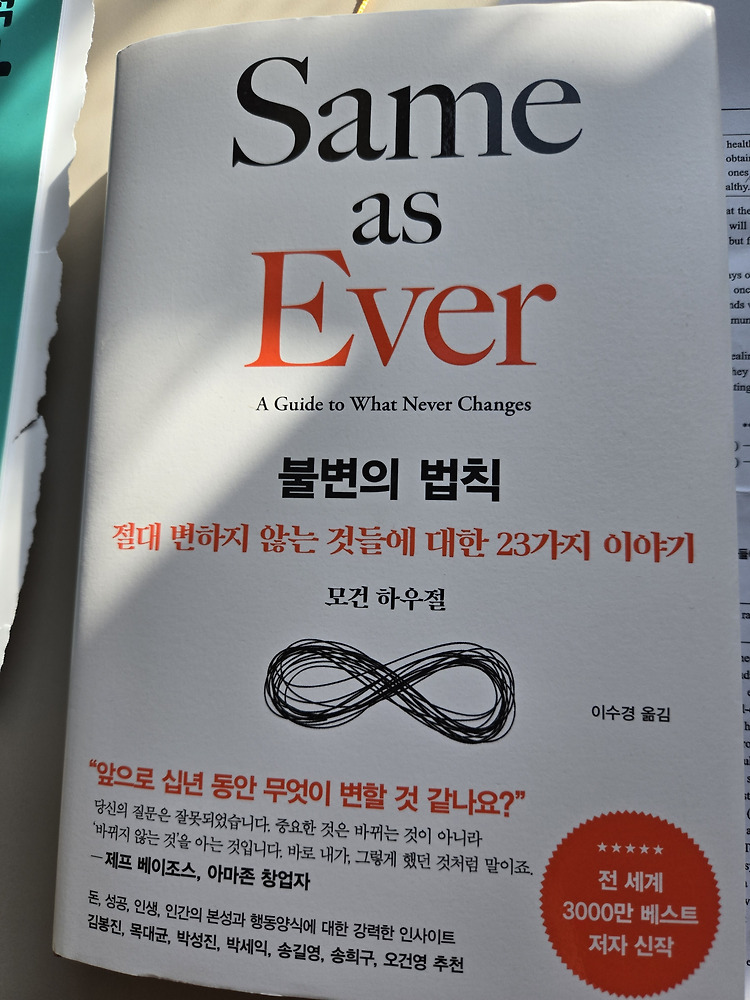 Same
as
Ever
A Guide to What Never Changes
불변의 법칙
절대 변하지 않는 것들에 대한 23가지 이야기
모건 하우절
이수경 옮김
“앞으로 십년 동안 무엇이 변할 것 같나요?”
당신의 질문은 잘못되었습니다. 중요한 것은 바뀌는 것이 아니라
‘바뀌지 않는 것’을 아는 것입니다. 바로 내가, 그렇게 했던 것처럼 말이죠.
― 제프 베이조스, 아마존 창업자
돈, 성공, 인생, 인간의 본성과 행동양식에 대한 강력한 인사이트
김봉진, 목대균, 박성진, 박세익, 송길영, 송희구, 오건영 추천
★★★★★
전 세계
3000만 베스트
저자 신작
health
obtain
ones
althy.
at the
will
but f